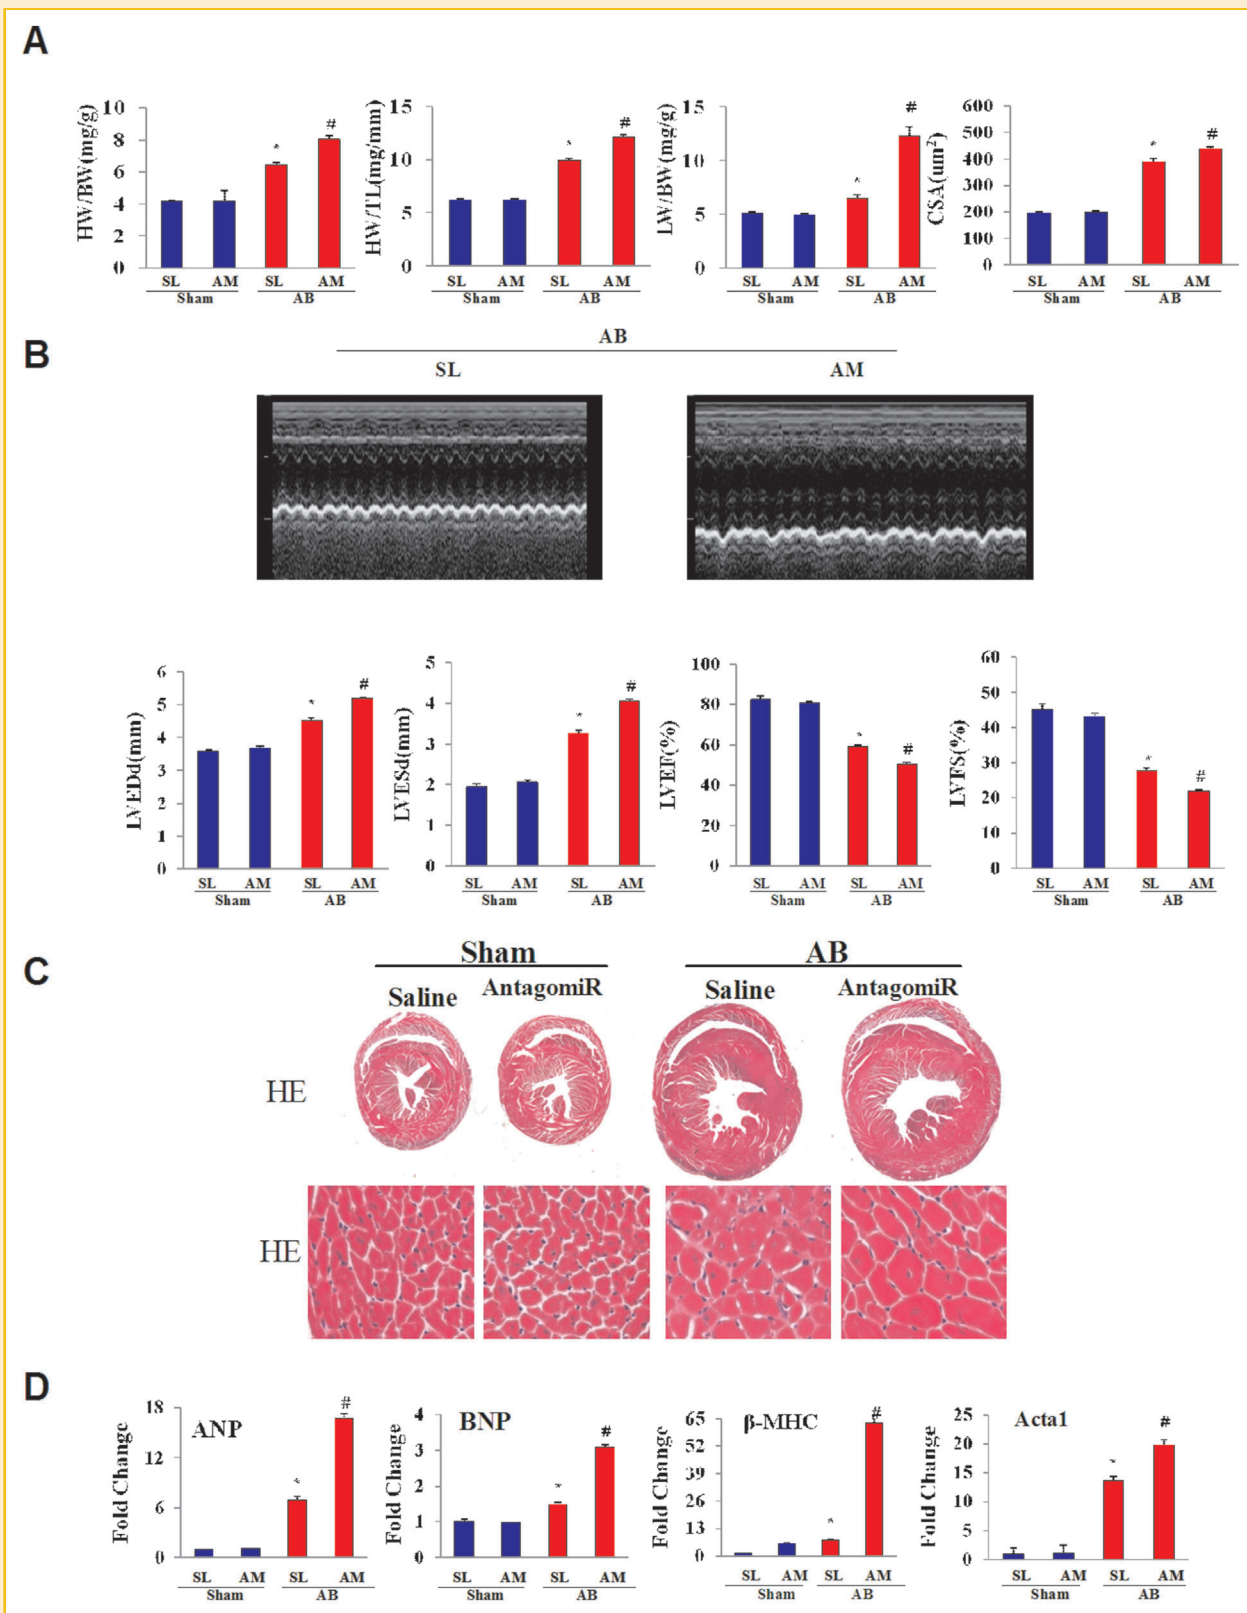 A
HW/BW(mg/g)
10
8
6
4
2
0
*
#
SL AM SL AM
Sham AB
HW/TL(mg/mm)
15
10
5
0
*
#
SL AM SL AM
Sham AB
LW/BW(mg/g)
15
10
5
0
*
#
SL AM SL AM
Sham AB
CSA(um²)
600
500
400
300
200
100
0
*
#
SL AM SL AM
Sham AB
B
AB
SL AM
LVEDd(mm)
6
5
4
3
2
1
0
*
#
SL AM SL AM
Sham AB
LVESd(mm)
5
4
3
2
1
0
*
#
SL AM SL AM
Sham AB
LVEF(%)
100
80
60
40
20
0
*
#
SL AM SL AM
Sham AB
LVFS(%)
60
50
40
30
20
10
0
*
#
SL AM SL AM
Sham AB
C
Sham AB
Saline AntagomiR Saline AntagomiR
HE
HE
D
Fold Change
18
12
6
0
ANP
*
#
SL AM SL AM
Sham AB
Fold Change
4
3
2
1
0
BNP
*
#
SL AM SL AM
Sham AB
Fold Change
65
52
39
26
13
0
β-MHC
*
#
SL AM SL AM
Sham AB
Fold Change
25
20
15
10
5
0
Acta1
*
#
SL AM SL AM
Sham AB